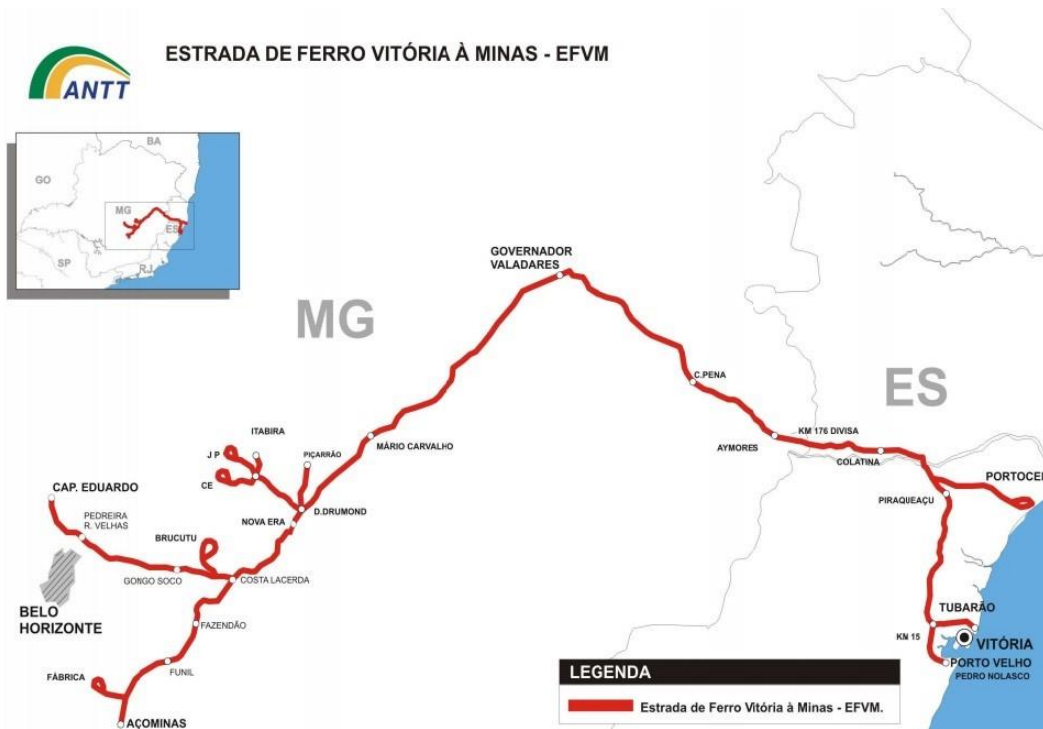 ESTRADA DE FERRO VITÓRIA À MINAS - EFVM
ANTT
BA
GO
MG
ES
SP
RJ
GOVERNADOR
VALADARES
MG
ES
C.PENA
KM 176 DIVISA
AYMORES
COLATINA
MÁRIO CARVALHO
ITABIRA
J P
PIÇARRÃO
CE
PORTOCEL
PIRAQUEAÇU
CAP. EDUARDO
D.DRUMOND
NOVA ERA
PEDREIRA
R. VELHAS
BRUCUTU
GONGO SOCO
COSTA LACERDA
BELO
HORIZONTE
FAZENDÃO
TUBARÃO
KM 15
VITÓRIA
PORTO VELHO
PEDRO NOLASCO
FUNIL
FÁBRICA
AÇOMINAS
LEGENDA
Estrada de Ferro Vitória à Minas - EFVM.